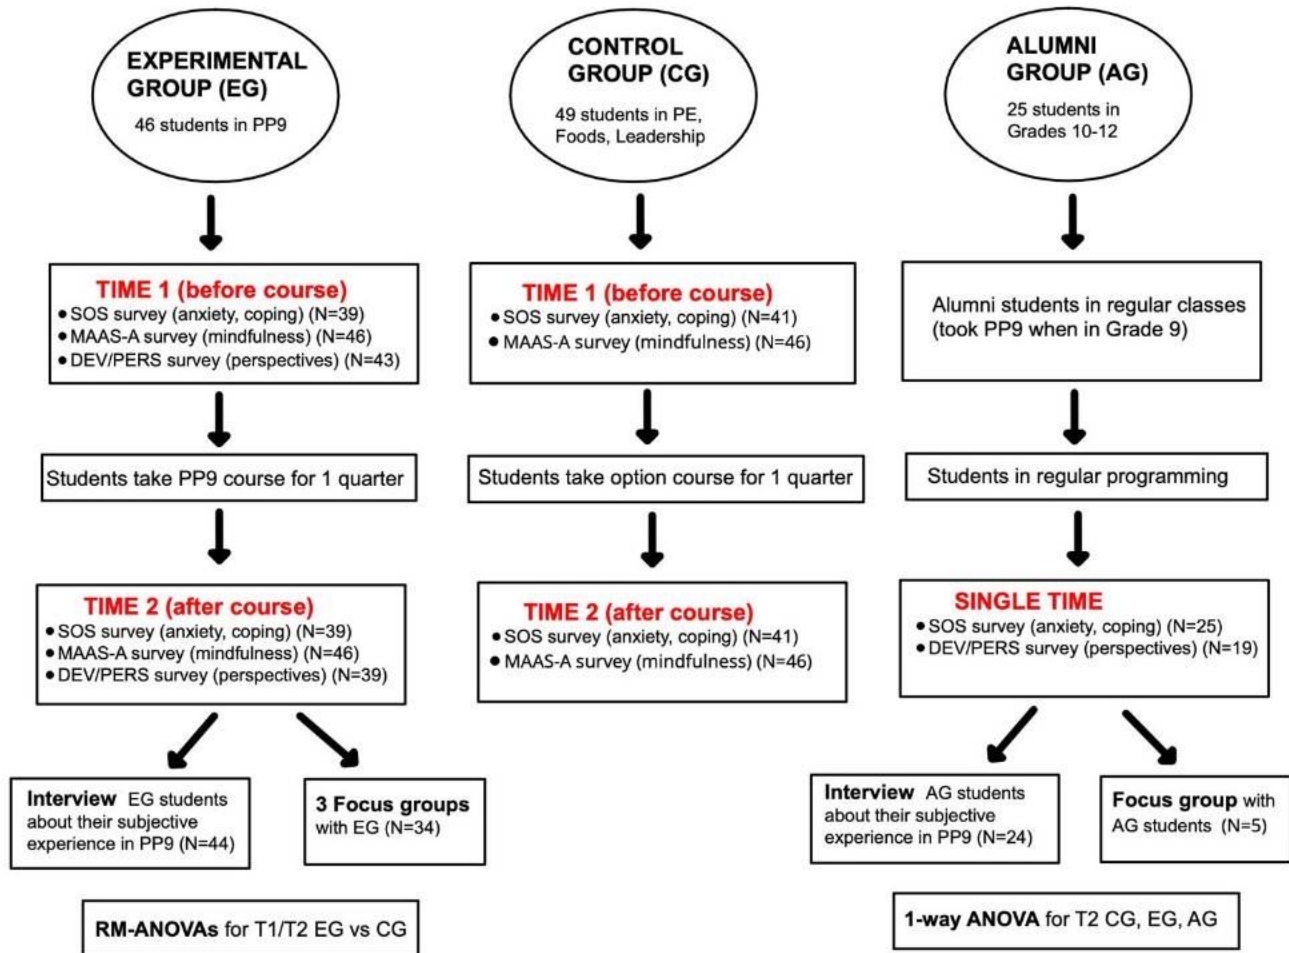 EXPERIMENTAL
GROUP (EG)
46 students in PP9
CONTROL
GROUP (CG)
49 students in PE,
Foods, Leadership
ALUMNI
GROUP (AG)
25 students in
Grades 10-12
TIME 1 (before course)
● SOS survey (anxiety, coping) (N=39)
● MAAS-A survey (mindfulness) (N=46)
● DEV/PERS survey (perspectives) (N=43)
TIME 1 (before course)
● SOS survey (anxiety, coping) (N=41)
● MAAS-A survey (mindfulness) (N=46)
Alumni students in regular classes
(took PP9 when in Grade 9)
Students take PP9 course for 1 quarter
Students take option course for 1 quarter
Students in regular programming
TIME 2 (after course)
● SOS survey (anxiety, coping) (N=39)
● MAAS-A survey (mindfulness) (N=46)
● DEV/PERS survey (perspectives) (N=39)
TIME 2 (after course)
● SOS survey (anxiety, coping) (N=41)
● MAAS-A survey (mindfulness) (N=46)
SINGLE TIME
● SOS survey (anxiety, coping) (N=25)
● DEV/PERS survey (perspectives) (N=19)
Interview EG students
about their subjective
experience in PP9 (N=44)
3 Focus groups
with EG (N=34)
Interview AG students
about their subjective
experience in PP9 (N=24)
Focus group with
AG students (N=5)
RM-ANOVAs for T1/T2 EG vs CG
1-way ANOVA for T2 CG, EG, AG